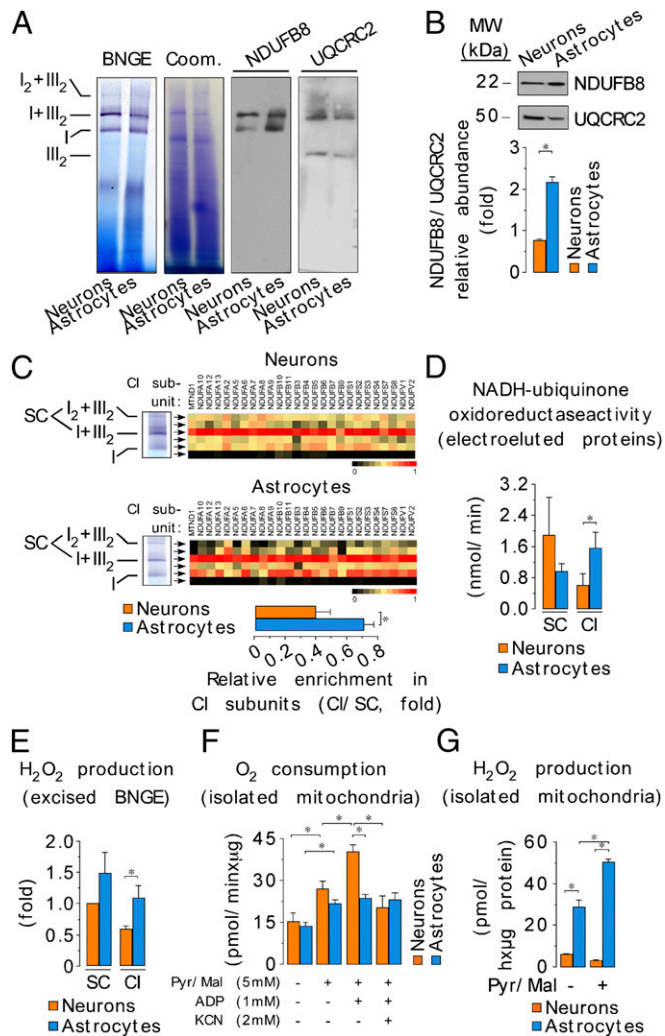 A
BNGE
Coom.
NDUFB8
UQCRC2
I₂+III₂
I+III₂
I
III₂
Neurons
Astrocytes
Neurons
Astrocytes
Neurons
Astrocytes
Neurons
Astrocytes
B
MW
(kDa)
Neurons
Astrocytes
22
NDUFB8
50
UQCRC2
NDUFB8/ UQCRC2
relative abundance
(fold)
3
2
1
0
*
Neurons
Astrocytes
C
Neurons
CI sub-
unit:
MTND1
NDUFA10
NDUFA12
NDUFA13
NDUFA2
NDUFA5
NDUFA6
NDUFA7
NDUFA8
NDUFA9
NDUFB10
NDUFB11
NDUFB3
NDUFB4
NDUFB5
NDUFB6
NDUFB7
NDUFB9
NDUFS1
NDUFS2
NDUFS3
NDUFS4
NDUFS7
NDUFS8
NDUFV1
NDUFV2
SC
I₂+III₂
I+III₂
I
0 1
Astrocytes
CI sub-
unit:
MTND1
NDUFA10
NDUFA12
NDUFA13
NDUFA2
NDUFA5
NDUFA6
NDUFA7
NDUFA8
NDUFA9
NDUFB10
NDUFB11
NDUFB3
NDUFB4
NDUFB5
NDUFB6
NDUFB7
NDUFB9
NDUFS1
NDUFS2
NDUFS3
NDUFS4
NDUFS7
NDUFS8
NDUFV1
NDUFV2
SC
I₂+III₂
I+III₂
I
0 1
Neurons
Astrocytes
*
0 0.2 0.4 0.6 0.8
Relative enrichment in
CI subunits (CI/ SC, fold)
D
NADH-ubiquinone
oxidoreductaseactivity
(electroeluted proteins)
(nmol/ min)
3.2
2.4
1.6
0.8
0.0
*
SC CI
Neurons
Astrocytes
E
H₂O₂ production
(excised BNGE)
(fold)
2.0
1.5
1.0
0.5
0.0
*
SC CI
Neurons
Astrocytes
F
O₂ consumption
(isolated mitochondria)
(pmol/ minxμg)
45
30
15
0
* * * * *
Neurons
Astrocytes
Pyr/ Mal (5mM) - + + +
ADP (1mM) - - + +
KCN (2mM) - - - +
G
H₂O₂ production
(isolated mitochondria)
(pmol/
hxμg protein)
60
40
20
0
* * *
Pyr/ Mal - +
Neurons
Astrocytes